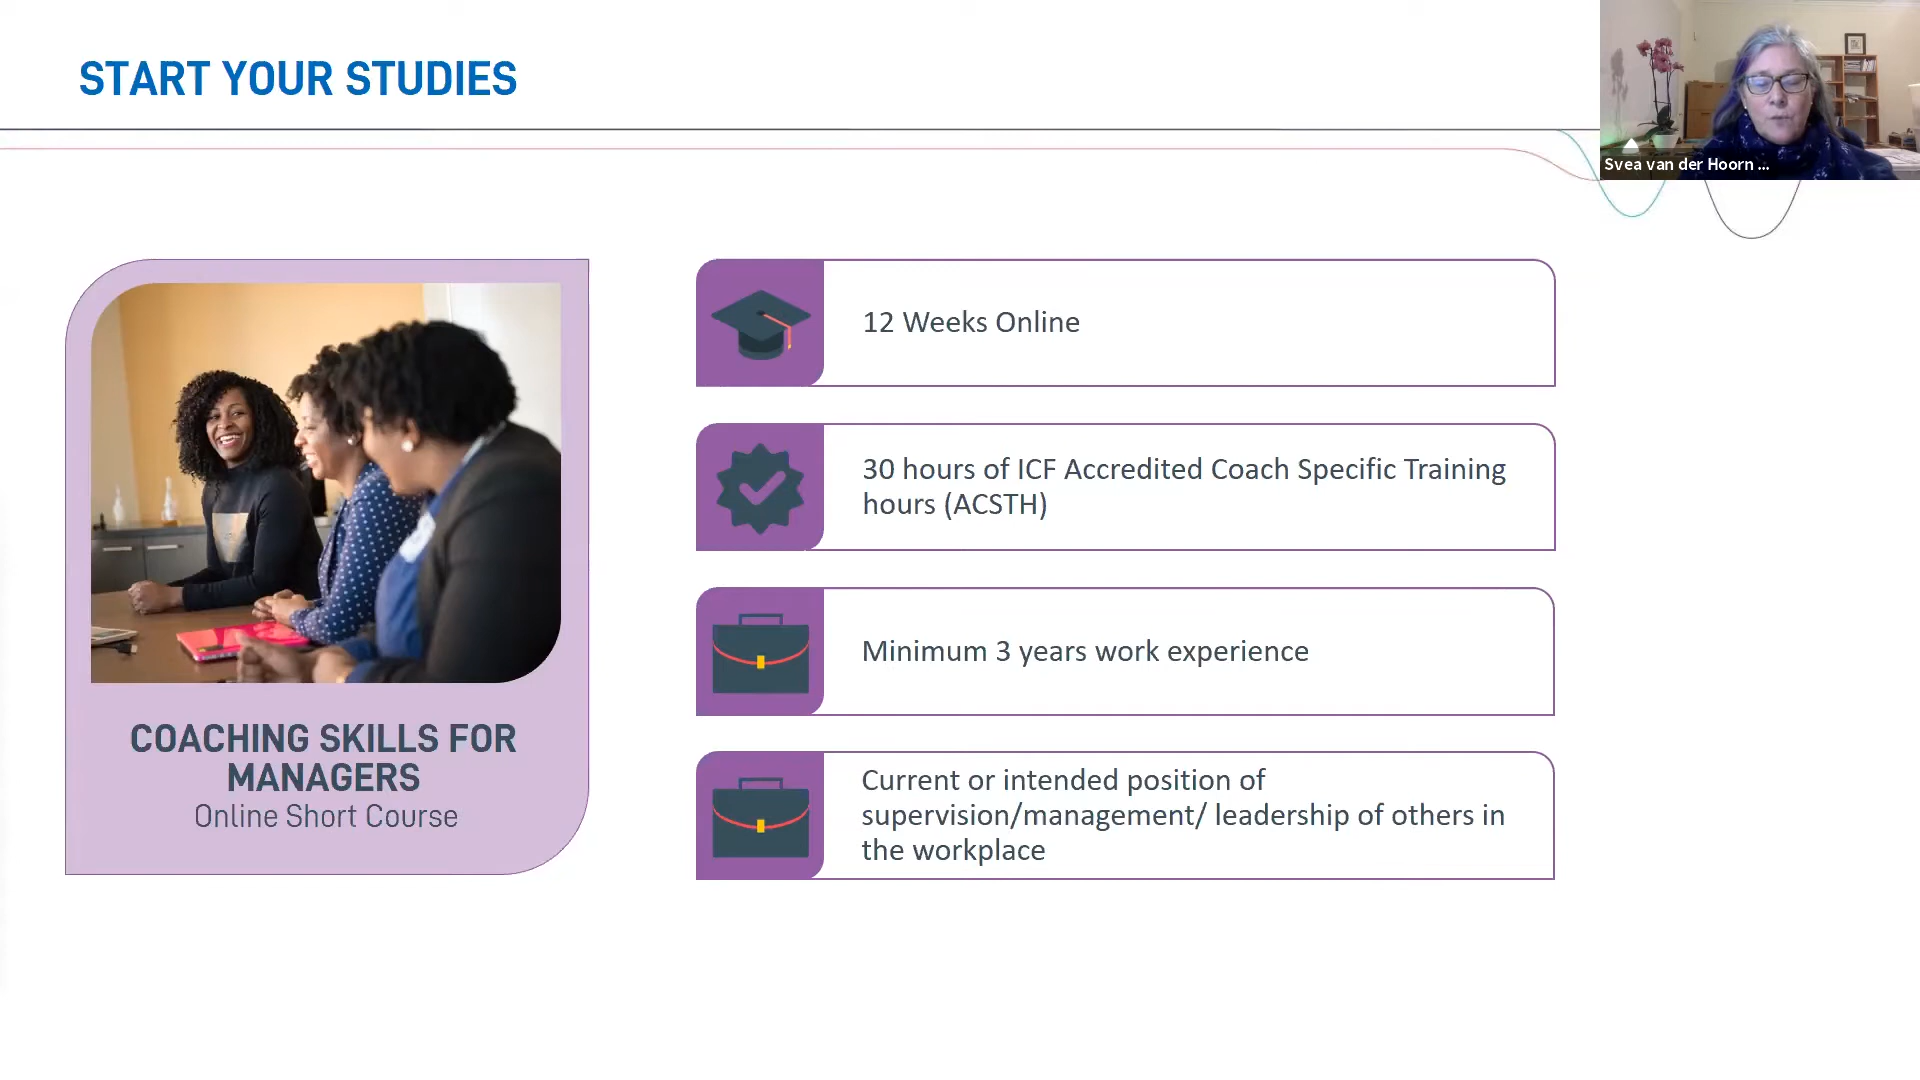 START YOUR STUDIES
Svea van der Hoorn ...
12 Weeks Online
30 hours of ICF Accredited Coach Specific Training
hours (ACSTH)
Minimum 3 years work experience
Current or intended position of
supervision/management/ leadership of others in
the workplace
COACHING SKILLS FOR
MANAGERS
Online Short Course